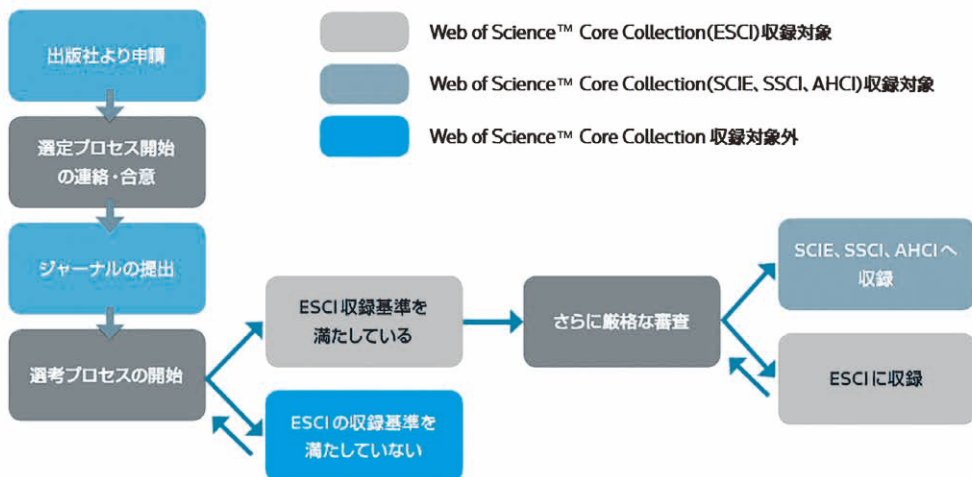 出版社より申請
選定プロセス開始
の連絡・合意
ジャーナルの提出
選考プロセスの開始
Web of Science™ Core Collection(ESCI)収録対象
Web of Science™ Core Collection(SCIE、SSCI、AHCI)収録対象
Web of Science™ Core Collection 収録対象外
ESCI収録基準を
満たしている
ESCIの収録基準を
満たしていない
さらに厳格な審査
SCIE、SSCI、AHCIへ
収録
ESCIに収録